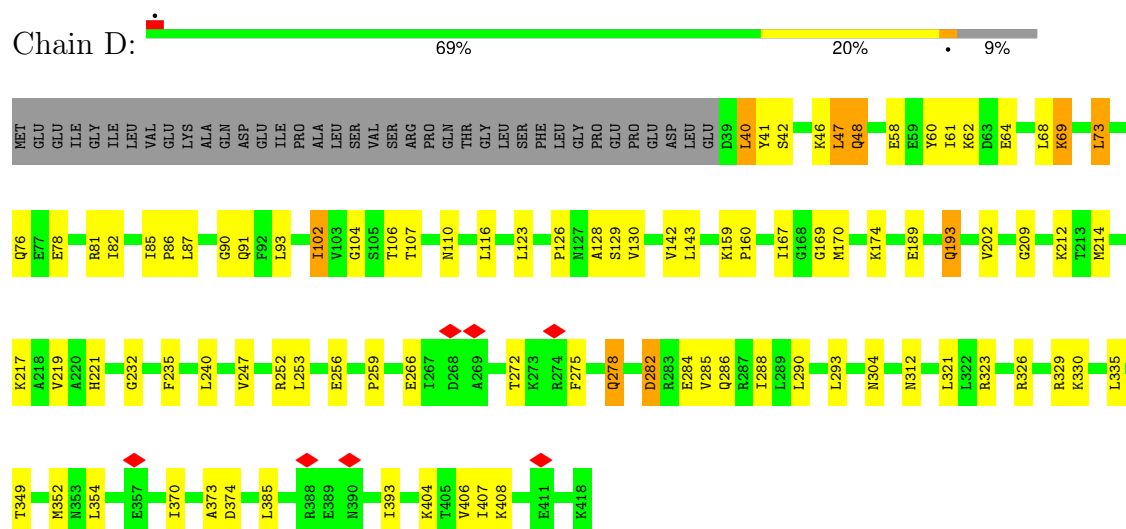 Chain D:
69% 20% • 9%
MET GLU GLU ILE GLY ILE LEU VAL GLU LYS ALA GLN ASP GLU ILE PRO ALA LEU SER VAL SER ARG PRO GLN THR GLY LEU SER PHE LEU GLY PRO GLU PRO GLU ASP LEU GLU D39 L40 Y41 S42 K46 L47 Q48 E58 E59 Y60 I61 K62 D63 E64 L68 K69 L73
Q76 E77 E78 R81 I82 I85 P86 L87 G90 Q91 F92 L93 I102 V103 G104 S105 T106 T107 N110 L116 L123 P126 N127 A128 S129 V130 V142 L143 K159 P160 I167 G168 G169 M170 K174 E189 Q193 V202 G209 K212 T213 M214
K217 A218 V219 A220 H221 G232 F235 L240 V247 R252 L253 E256 P259 E266 I267 D268 A269 T272 K273 R274 F275 Q278 D282 R283 E284 V285 Q286 R287 I288 L289 L290 L293 N304 N312 L321 L322 R323 R326 R329 K330 L335
T349 M352 N353 L354 E357 I370 A373 D374 L385 R388 E389 N390 I393 K404 T405 V406 I407 K408 E411 K418